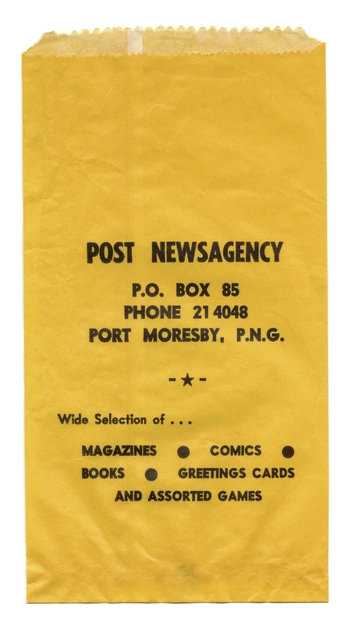 POST NEWSAGENCY
P.O. BOX 85
PHONE 21 4048
PORT MORESBY, P.N.G.
-★-
Wide Selection of . . .
MAGAZINES ● COMICS ●
BOOKS ● GREETINGS CARDS
AND ASSORTED GAMES